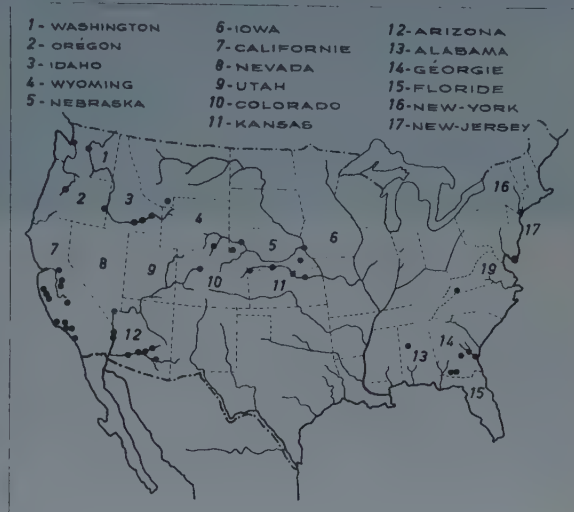 1 - WASHINGTON
2 - ORÉGON
3 - IDAHO
4 - WYOMING
5 - NEBRASKA
6 - IOWA
7 - CALIFORNIE
8 - NEVADA
9 - UTAH
10 - COLORADO
11 - KANSAS
12 - ARIZONA
13 - ALABAMA
14 - GÉORGIE
15 - FLORIDE
16 - NEW-YORK
17 - NEW-JERSEY
1
2
3
4
16
17
7
8
9
5
6
19
10
11
12
13
14
15